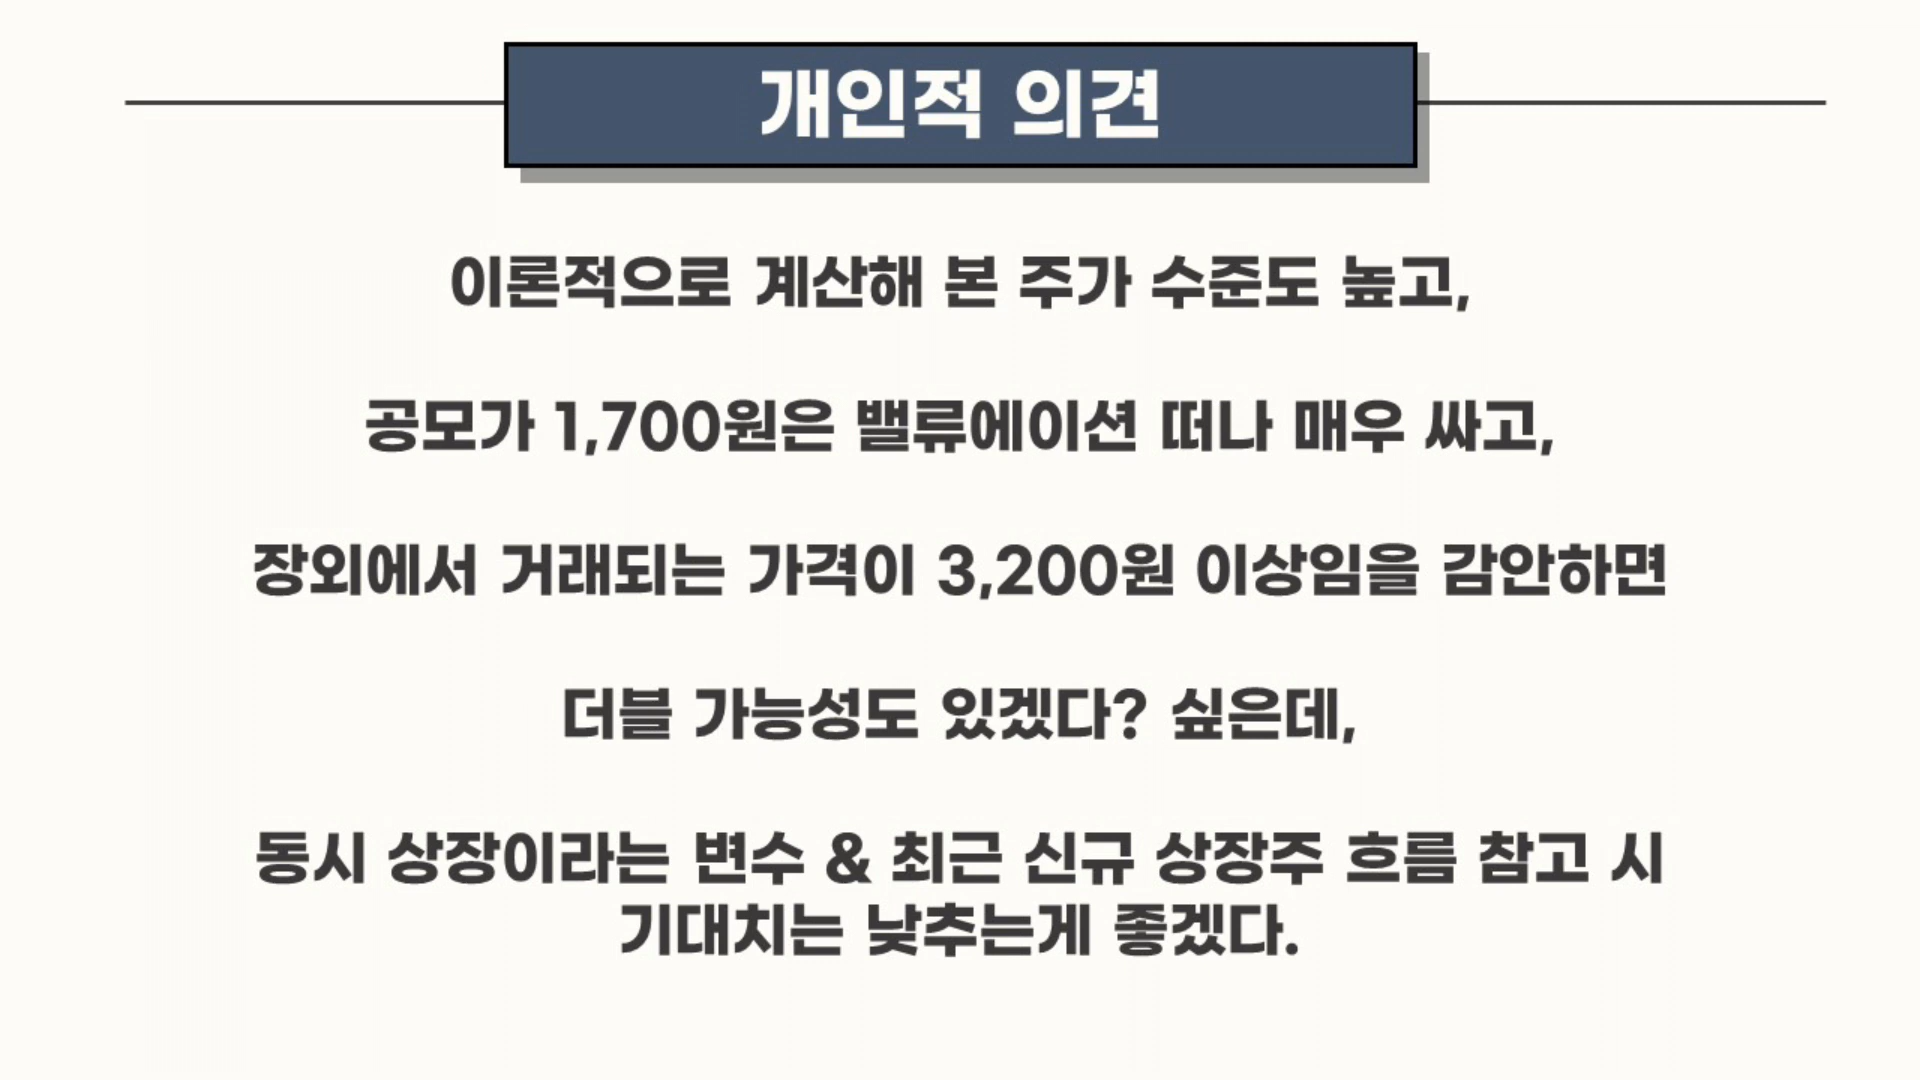 개인적 의견
이론적으로 계산해 본 주가 수준도 높고,
공모가 1,700원은 밸류에이션 떠나 매우 싸고,
장외에서 거래되는 가격이 3,200원 이상임을 감안하면
더블 가능성도 있겠다? 싶은데,
동시 상장이라는 변수 & 최근 신규 상장주 흐름 참고 시
기대치는 낮추는게 좋겠다.